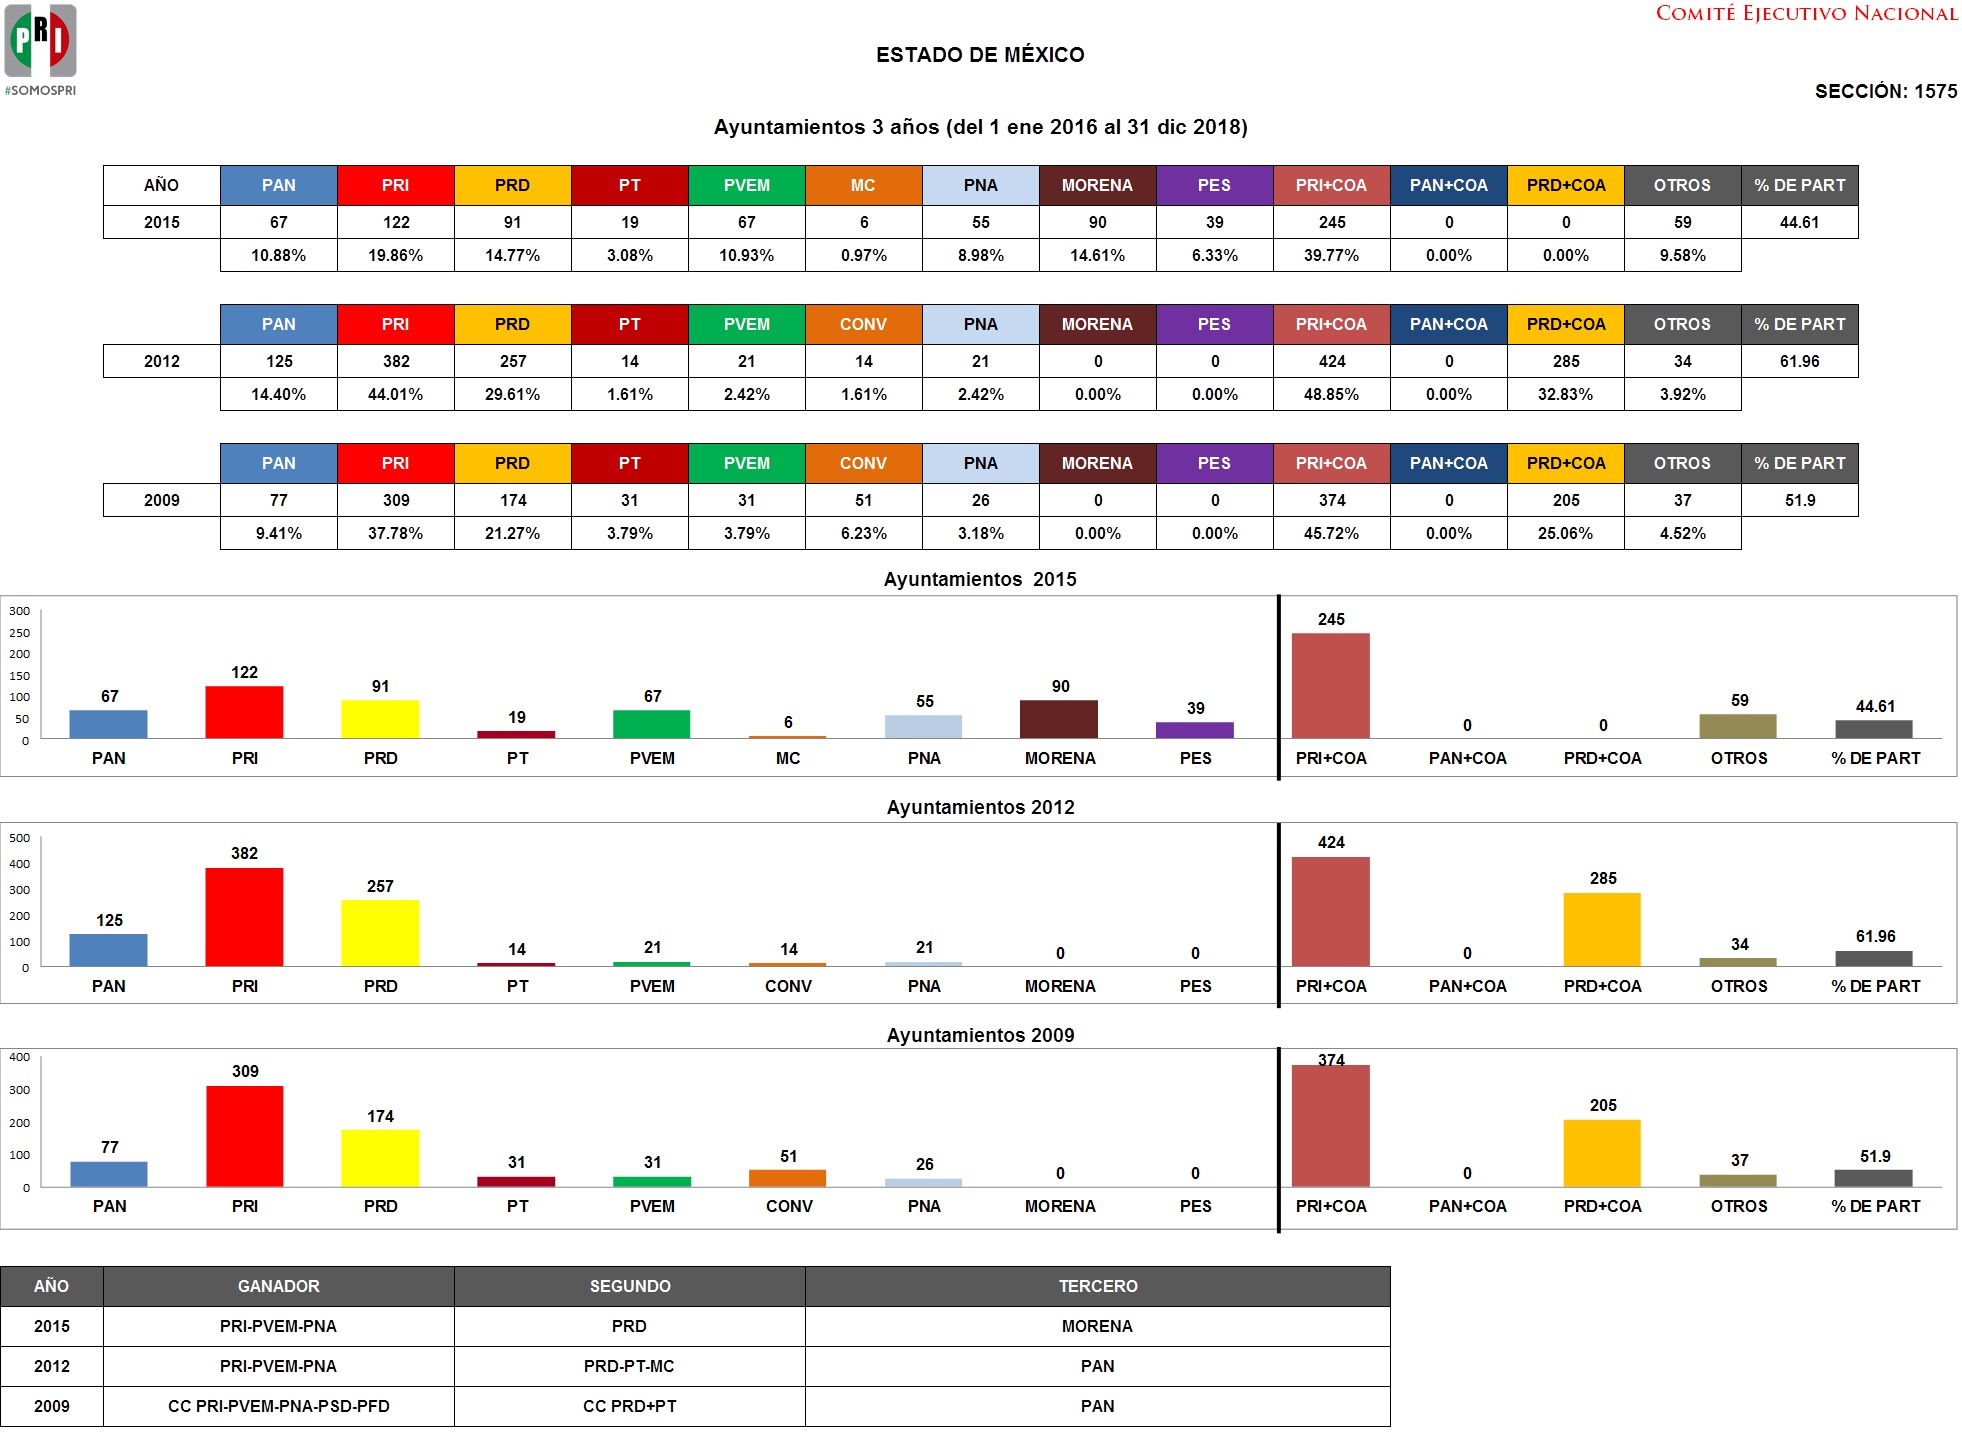 PRI
#SOMOSPRI
COMITÉ EJECUTIVO NACIONAL
ESTADO DE MÉXICO
SECCIÓN: 1575
Ayuntamientos 3 años (del 1 ene 2016 al 31 dic 2018)
AÑO PAN PRI PRD PT PVEM MC PNA MORENA PES PRI+COA PAN+COA PRD+COA OTROS % DE PART
2015 67 122 91 19 67 6 55 90 39 245 0 0 59 44.61
10.88% 19.86% 14.77% 3.08% 10.93% 0.97% 8.98% 14.61% 6.33% 39.77% 0.00% 0.00% 9.58%
PAN PRI PRD PT PVEM CONV PNA MORENA PES PRI+COA PAN+COA PRD+COA OTROS % DE PART
2012 125 382 257 14 21 14 21 0 0 424 0 285 34 61.96
14.40% 44.01% 29.61% 1.61% 2.42% 1.61% 2.42% 0.00% 0.00% 48.85% 0.00% 32.83% 3.92%
PAN PRI PRD PT PVEM CONV PNA MORENA PES PRI+COA PAN+COA PRD+COA OTROS % DE PART
2009 77 309 174 31 31 51 26 0 0 374 0 205 37 51.9
9.41% 37.78% 21.27% 3.79% 3.79% 6.23% 3.18% 0.00% 0.00% 45.72% 0.00% 25.06% 4.52%
Ayuntamientos 2015
300
250
200
150
100
50
0
67 122 91 19 67 6 55 90 39 245 0 0 59 44.61
PAN PRI PRD PT PVEM MC PNA MORENA PES PRI+COA PAN+COA PRD+COA OTROS % DE PART
Ayuntamientos 2012
500
400
300
200
100
0
125 382 257 14 21 14 21 0 0 424 0 285 34 61.96
PAN PRI PRD PT PVEM CONV PNA MORENA PES PRI+COA PAN+COA PRD+COA OTROS % DE PART
Ayuntamientos 2009
400
300
200
100
0
77 309 174 31 31 51 26 0 0 374 0 205 37 51.9
PAN PRI PRD PT PVEM CONV PNA MORENA PES PRI+COA PAN+COA PRD+COA OTROS % DE PART
AÑO GANADOR SEGUNDO TERCERO
2015 PRI-PVEM-PNA PRD MORENA
2012 PRI-PVEM-PNA PRD-PT-MC PAN
2009 CC PRI-PVEM-PNA-PSD-PFD CC PRD+PT PAN